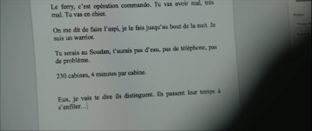 Le ferry, c'est opération commando. Tu vas avoir mal, très
mal. Tu vas en chier.
On me dit de faire l'aspi, je le fais jusqu'au bout de la nuit. Je
suis un warrior.
Tu serais au Soudan, t'aurais pas d'eau, pas de téléphone, pas
de problème.
230 cabines, 4 minutes par cabine.
Eux, je vais te dire ils distinguent. Ils passent leur temps à
s'enfiler...